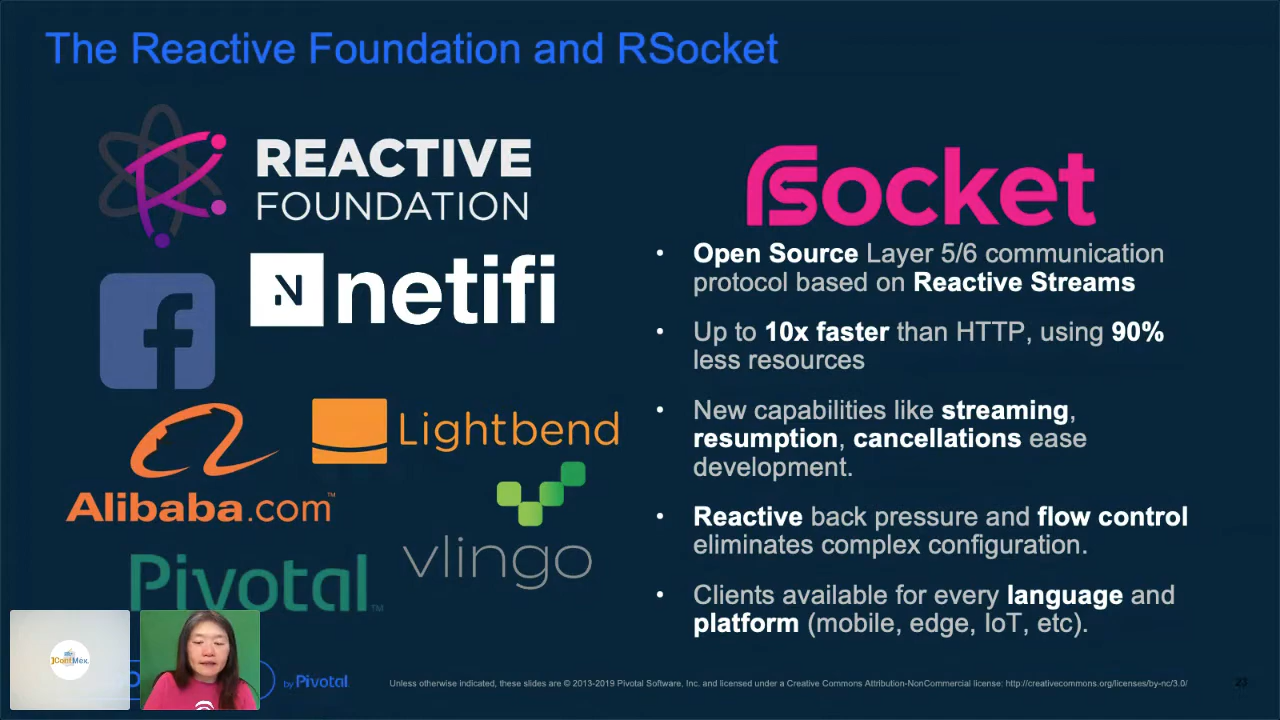 The Reactive Foundation and RSocket
REACTIVE
FOUNDATION
N netifi
f
Alibaba.com™
Lightbend
vlingo
Pivotal™
RSocket
• Open Source Layer 5/6 communication
protocol based on Reactive Streams
• Up to 10x faster than HTTP, using 90%
less resources
• New capabilities like streaming,
resumption, cancellations ease
development.
• Reactive back pressure and flow control
eliminates complex configuration.
• Clients available for every language and
platform (mobile, edge, IoT, etc).
JConfMex
by Pivotal
Unless otherwise indicated, these slides are © 2013-2019 Pivotal Software, Inc. and licensed under a Creative Commons Attribution-NonCommercial license: http://creativecommons.org/licenses/by-nc/3.0/